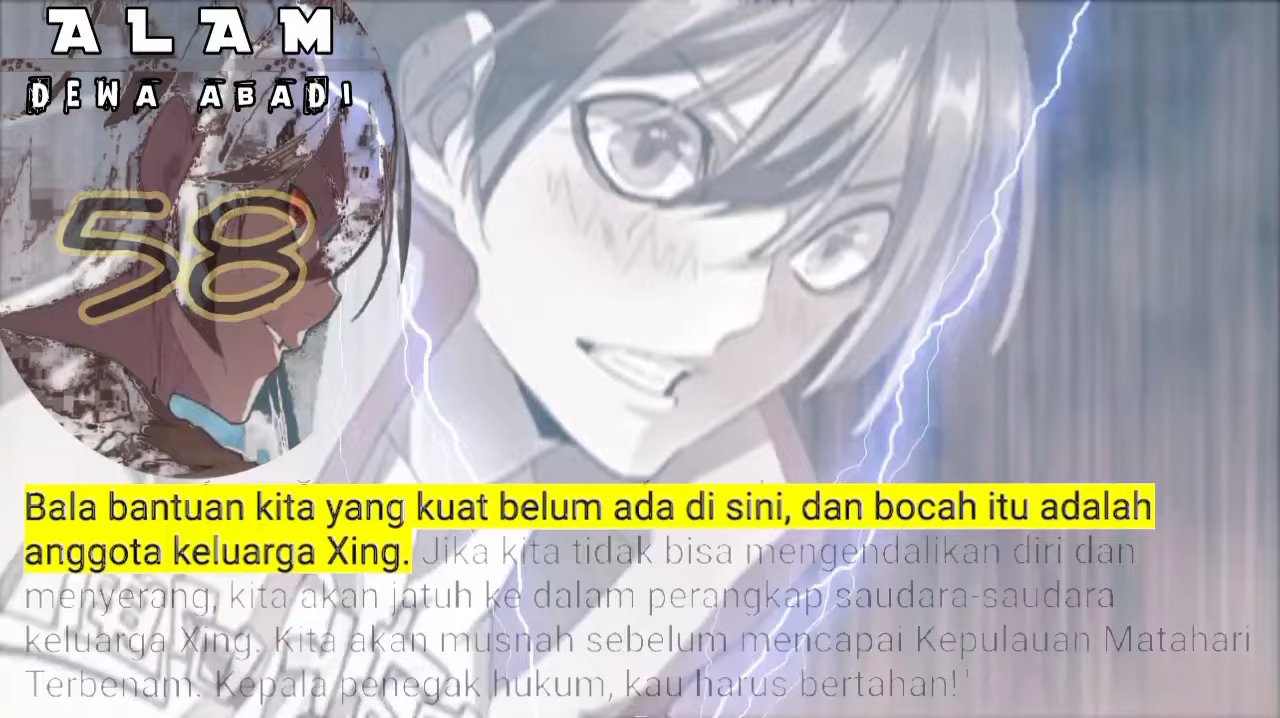 ALAM
DEWA ABADI
58
Bala bantuan kita yang kuat belum ada di sini, dan bocah itu adalah
anggota keluarga Xing. Jika kita tidak bisa mengendalikan diri dan
menyerang, kita akan jatuh ke dalam perangkap saudara-saudara
keluarga Xing. Kita akan musnah sebelum mencapai Kepulauan Matahari
Terbenam. Kepala penegak hukum, kau harus bertahan!'